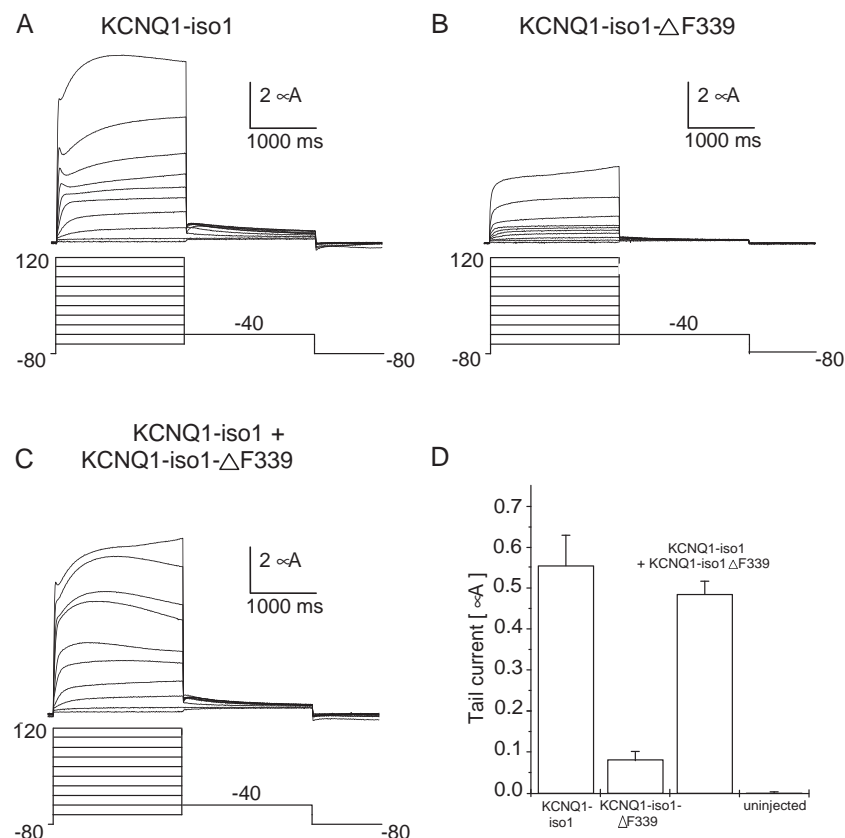 A
KCNQ1-iso1
2 ∝A
1000 ms
120
-40
-80
-80
B
KCNQ1-iso1-△F339
2 ∝A
1000 ms
120
-40
-80
-80
C
KCNQ1-iso1 +
KCNQ1-iso1-△F339
2 ∝A
1000 ms
120
-40
-80
-80
D
Tail current [ ∝A ]
0.7
0.6
0.5
0.4
0.3
0.2
0.1
0.0
KCNQ1-iso1
+ KCNQ1-iso1 △F339
KCNQ1-
iso1
KCNQ1-iso1-
△F339
uninjected